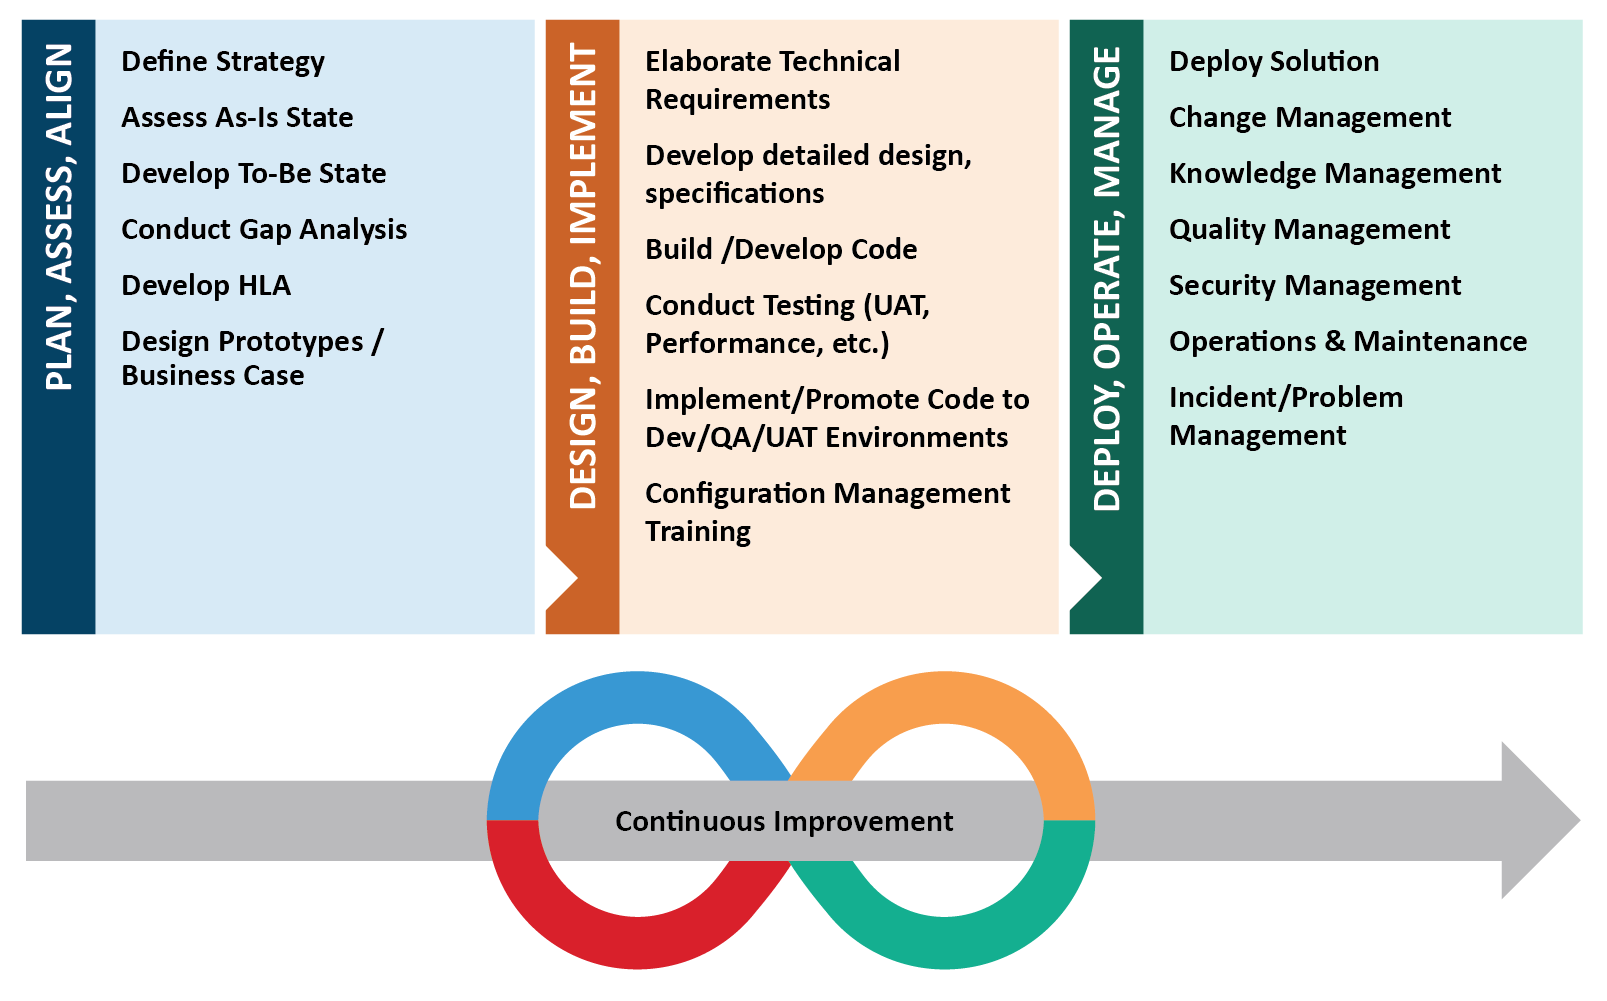 PLAN, ASSESS, ALIGN
Define Strategy
Assess As-Is State
Develop To-Be State
Conduct Gap Analysis
Develop HLA
Design Prototypes /
Business Case
DESIGN, BUILD, IMPLEMENT
Elaborate Technical
Requirements
Develop detailed design,
specifications
Build /Develop Code
Conduct Testing (UAT,
Performance, etc.)
Implement/Promote Code to
Dev/QA/UAT Environments
Configuration Management
Training
DEPLOY, OPERATE, MANAGE
Deploy Solution
Change Management
Knowledge Management
Quality Management
Security Management
Operations & Maintenance
Incident/Problem
Management
Continuous Improvement